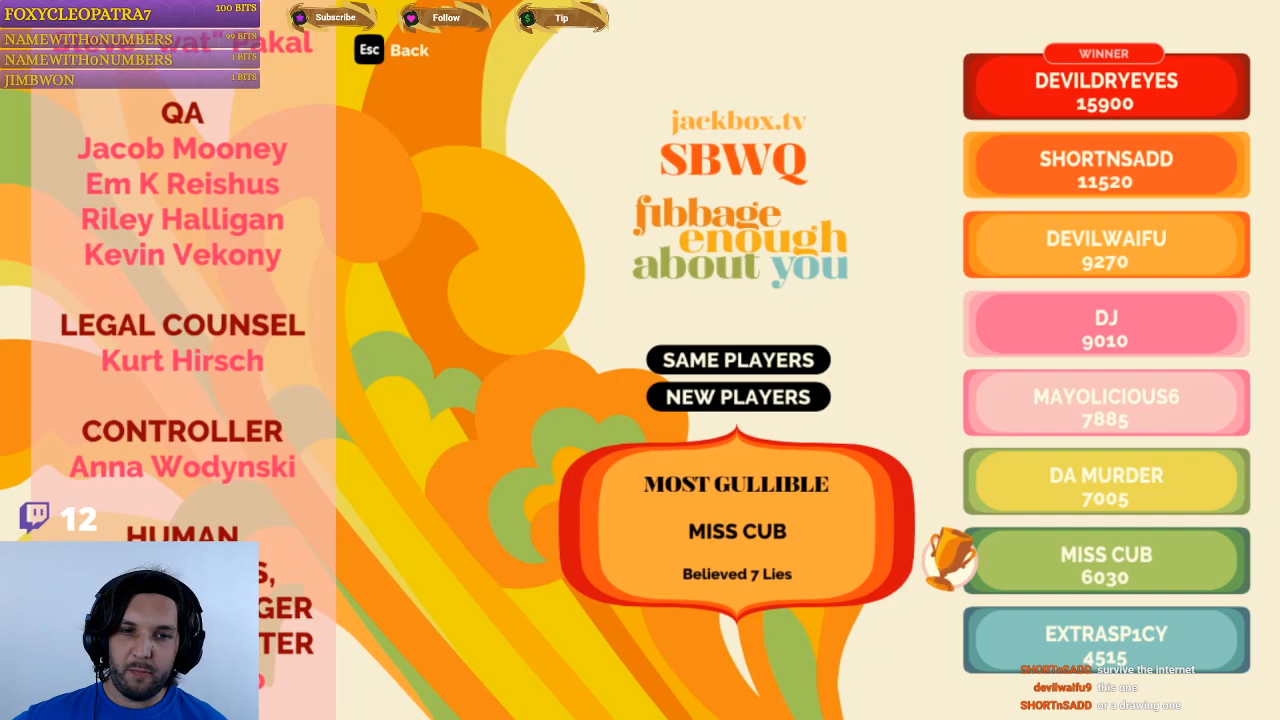 FOXYCLEOPATRA7 100 BITS
NAMEWITH0NUMBERS 99 BITS
NAMEWITH0NUMBERS 1 BITS
JIMBWON 1 BITS
Subscribe
Follow
Tip
Esc Back
"wat" Pakal
QA
Jacob Mooney
Em K Reishus
Riley Halligan
Kevin Vekony
LEGAL COUNSEL
Kurt Hirsch
CONTROLLER
Anna Wodynski
HUMAN
12
jackbox.tv
SBWQ
fibbage
enough
about you
SAME PLAYERS
NEW PLAYERS
MOST GULLIBLE
MISS CUB
Believed 7 Lies
WINNER
DEVILDRYEYES
15900
SHORTNSADD
11520
DEVILWAIFU
9270
DJ
9010
MAYOLICIOUS6
7885
DA MURDER
7005
MISS CUB
6030
EXTRASP1CY
4515
SHORTnSADD survive the internet
devilwaifu9 this one
SHORTnSADD or a drawing one